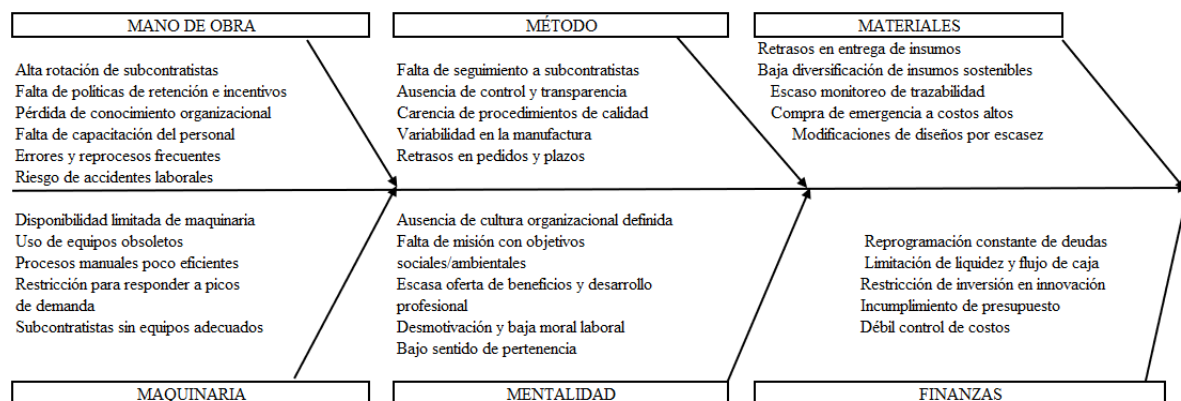 MANO DE OBRA
Alta rotación de subcontratistas
Falta de políticas de retención e incentivos
Pérdida de conocimiento organizacional
Falta de capacitación del personal
Errores y reprocesos frecuentes
Riesgo de accidentes laborales
MÉTODO
Falta de seguimiento a subcontratistas
Ausencia de control y transparencia
Carencia de procedimientos de calidad
Variabilidad en la manufactura
Retrasos en pedidos y plazos
MATERIALES
Retrasos en entrega de insumos
Baja diversificación de insumos sostenibles
Escaso monitoreo de trazabilidad
Compra de emergencia a costos altos
Modificaciones de diseños por escasez
Disponibilidad limitada de maquinaria
Uso de equipos obsoletos
Procesos manuales poco eficientes
Restricción para responder a picos
de demanda
Subcontratistas sin equipos adecuados
MAQUINARIA
Ausencia de cultura organizacional definida
Falta de misión con objetivos
sociales/ambientales
Escasa oferta de beneficios y desarrollo
profesional
Desmotivación y baja moral laboral
Bajo sentido de pertenencia
MENTALIDAD
Reprogramación constante de deudas
Limitación de liquidez y flujo de caja
Restricción de inversión en innovación
Incumplimiento de presupuesto
Débil control de costos
FINANZAS